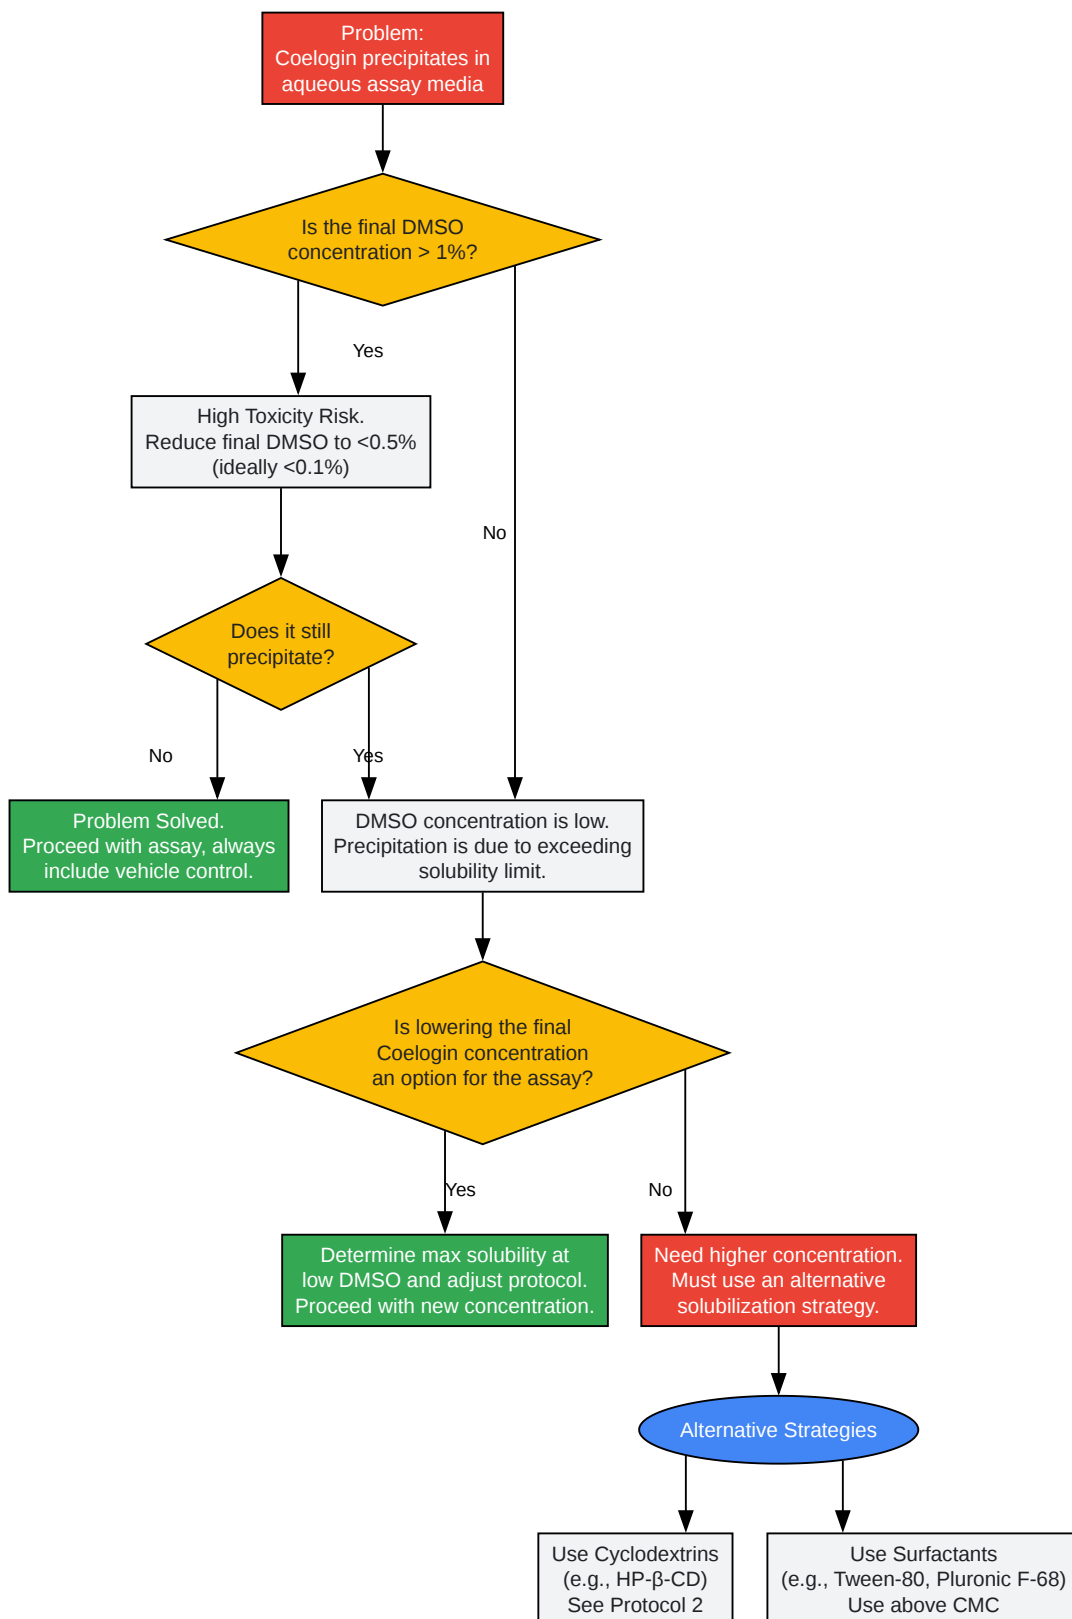 Problem:
Coelogin precipitates in
aqueous assay media
Is the final DMSO
concentration > 1%?
Yes
High Toxicity Risk.
Reduce final DMSO to <0.5%
(ideally <0.1%)
No
Does it still
precipitate?
No
Yes
Problem Solved.
Proceed with assay, always
include vehicle control.
DMSO concentration is low.
Precipitation is due to exceeding
solubility limit.
Is lowering the final
Coelogin concentration
an option for the assay?
Yes
No
Determine max solubility at
low DMSO and adjust protocol.
Proceed with new concentration.
Need higher concentration.
Must use an alternative
solubilization strategy.
Alternative Strategies
Use Cyclodextrins
(e.g., HP-β-CD)
See Protocol 2
Use Surfactants
(e.g., Tween-80, Pluronic F-68)
Use above CMC